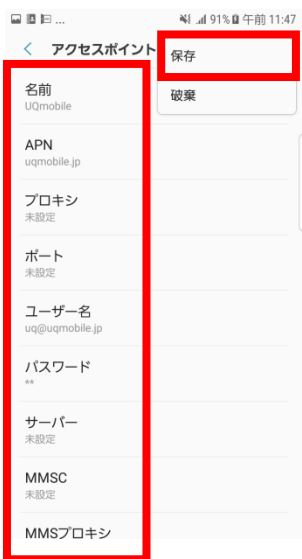 ... 91% 午前 11:47
アクセスポイント
保存
破棄
名前
UQmobile
APN
uqmobile.jp
プロキシ
未設定
ポート
未設定
ユーザー名
uq@uqmobile.jp
パスワード
**
サーバー
未設定
MMSC
未設定
MMSプロキシ